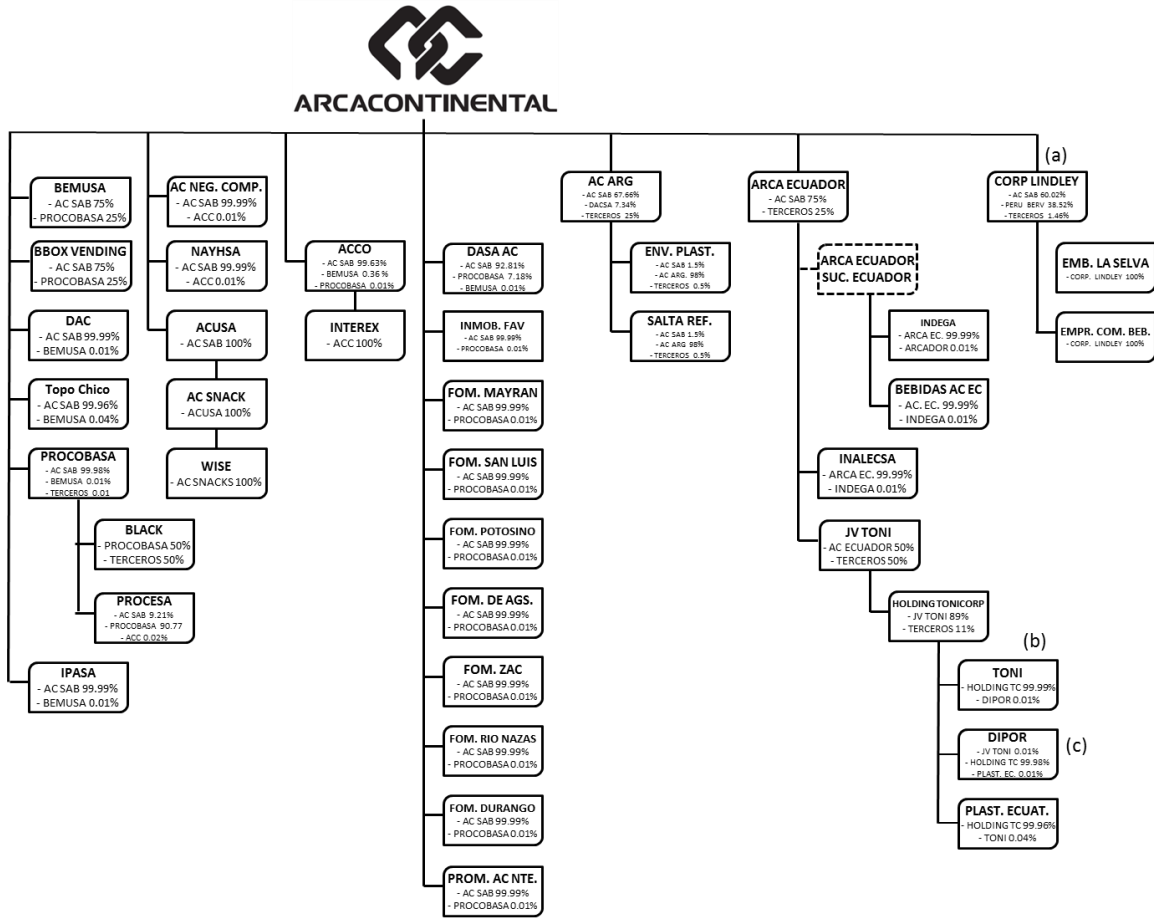 ARCACONTINENTAL
BEMUSA
- AC SAB 75%
- PROCOBASA 25%
BBOX VENDING
- AC SAB 75%
- PROCOBASA 25%
DAC
- AC SAB 99.99%
- BEMUSA 0.01%
Topo Chico
- AC SAB 99.96%
- BEMUSA 0.04%
PROCOBASA
- AC SAB 99.98%
- BEMUSA 0.01%
- TERCEROS 0.01
BLACK
- PROCOBASA 50%
- TERCEROS 50%
PROCESA
- AC SAB 9.21%
- PROCOBASA 90.77
- ACC 0.02%
IPASA
- AC SAB 99.99%
- BEMUSA 0.01%
AC NEG. COMP.
- AC SAB 99.99%
- ACC 0.01%
NAYHSA
- AC SAB 99.99%
- ACC 0.01%
ACUSA
- AC SAB 100%
AC SNACK
- ACUSA 100%
WISE
- AC SNACKS 100%
ACCO
- AC SAB 99.63%
- BEMUSA 0.36 %
- PROCOBASA 0.01%
INTEREX
- ACC 100%
DASA AC
- AC SAB 92.81%
- PROCOBASA 7.18%
- BEMUSA 0.01%
INMOB. FAV
- AC SAB 99.99%
- PROCOBASA 0.01%
FOM. MAYRAN
- AC SAB 99.99%
- PROCOBASA 0.01%
FOM. SAN LUIS
- AC SAB 99.99%
- PROCOBASA 0.01%
FOM. POTOSINO
- AC SAB 99.99%
- PROCOBASA 0.01%
FOM. DE AGS.
- AC SAB 99.99%
- PROCOBASA 0.01%
FOM. ZAC
- AC SAB 99.99%
- PROCOBASA 0.01%
FOM. RIO NAZAS
- AC SAB 99.99%
- PROCOBASA 0.01%
FOM. DURANGO
- AC SAB 99.99%
- PROCOBASA 0.01%
PROM. AC NTE.
- AC SAB 99.99%
- PROCOBASA 0.01%
AC ARG
- AC SAB 67.66%
- DACSA 7.34%
- TERCEROS 25%
ENV. PLAST.
- AC SAB 1.5%
- AC ARG. 98%
- TERCEROS 0.5%
SALTA REF.
- AC SAB 1.5%
- AC ARG 98%
- TERCEROS 0.5%
ARCA ECUADOR
- AC SAB 75%
- TERCEROS 25%
ARCA ECUADOR
SUC. ECUADOR
INDEGA
- ARCA EC. 99.99%
- ARCADOR 0.01%
BEBIDAS AC EC
- AC. EC. 99.99%
- INDEGA 0.01%
INALECSA
- ARCA EC. 99.99%
- INDEGA 0.01%
JV TONI
- AC ECUADOR 50%
- TERCEROS 50%
HOLDING TONICORP
- JV TONI 89%
- TERCEROS 11%
(b)
TONI
- HOLDING TC 99.99%
- DIPOR 0.01%
DIPOR
- JV TONI 0.01%
- HOLDING TC 99.98%
- PLAST. EC. 0.01%
(c)
PLAST. ECUAT.
- HOLDING TC 99.96%
- TONI 0.04%
(a)
CORP LINDLEY
- AC SAB 60.02%
- PERU BERV 38.52%
- TERCEROS 1.46%
EMB. LA SELVA
- CORP. LINDLEY 100%
EMPR. COM. BEB.
- CORP. LINDLEY 100%